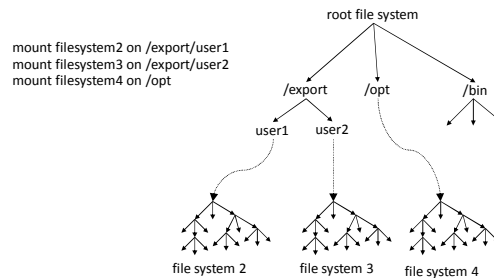 root file system
mount filesystem2 on /export/user1
mount filesystem3 on /export/user2
mount filesystem4 on /opt
/export
/opt
/bin
user1
user2
file system 2
file system 3
file system 4